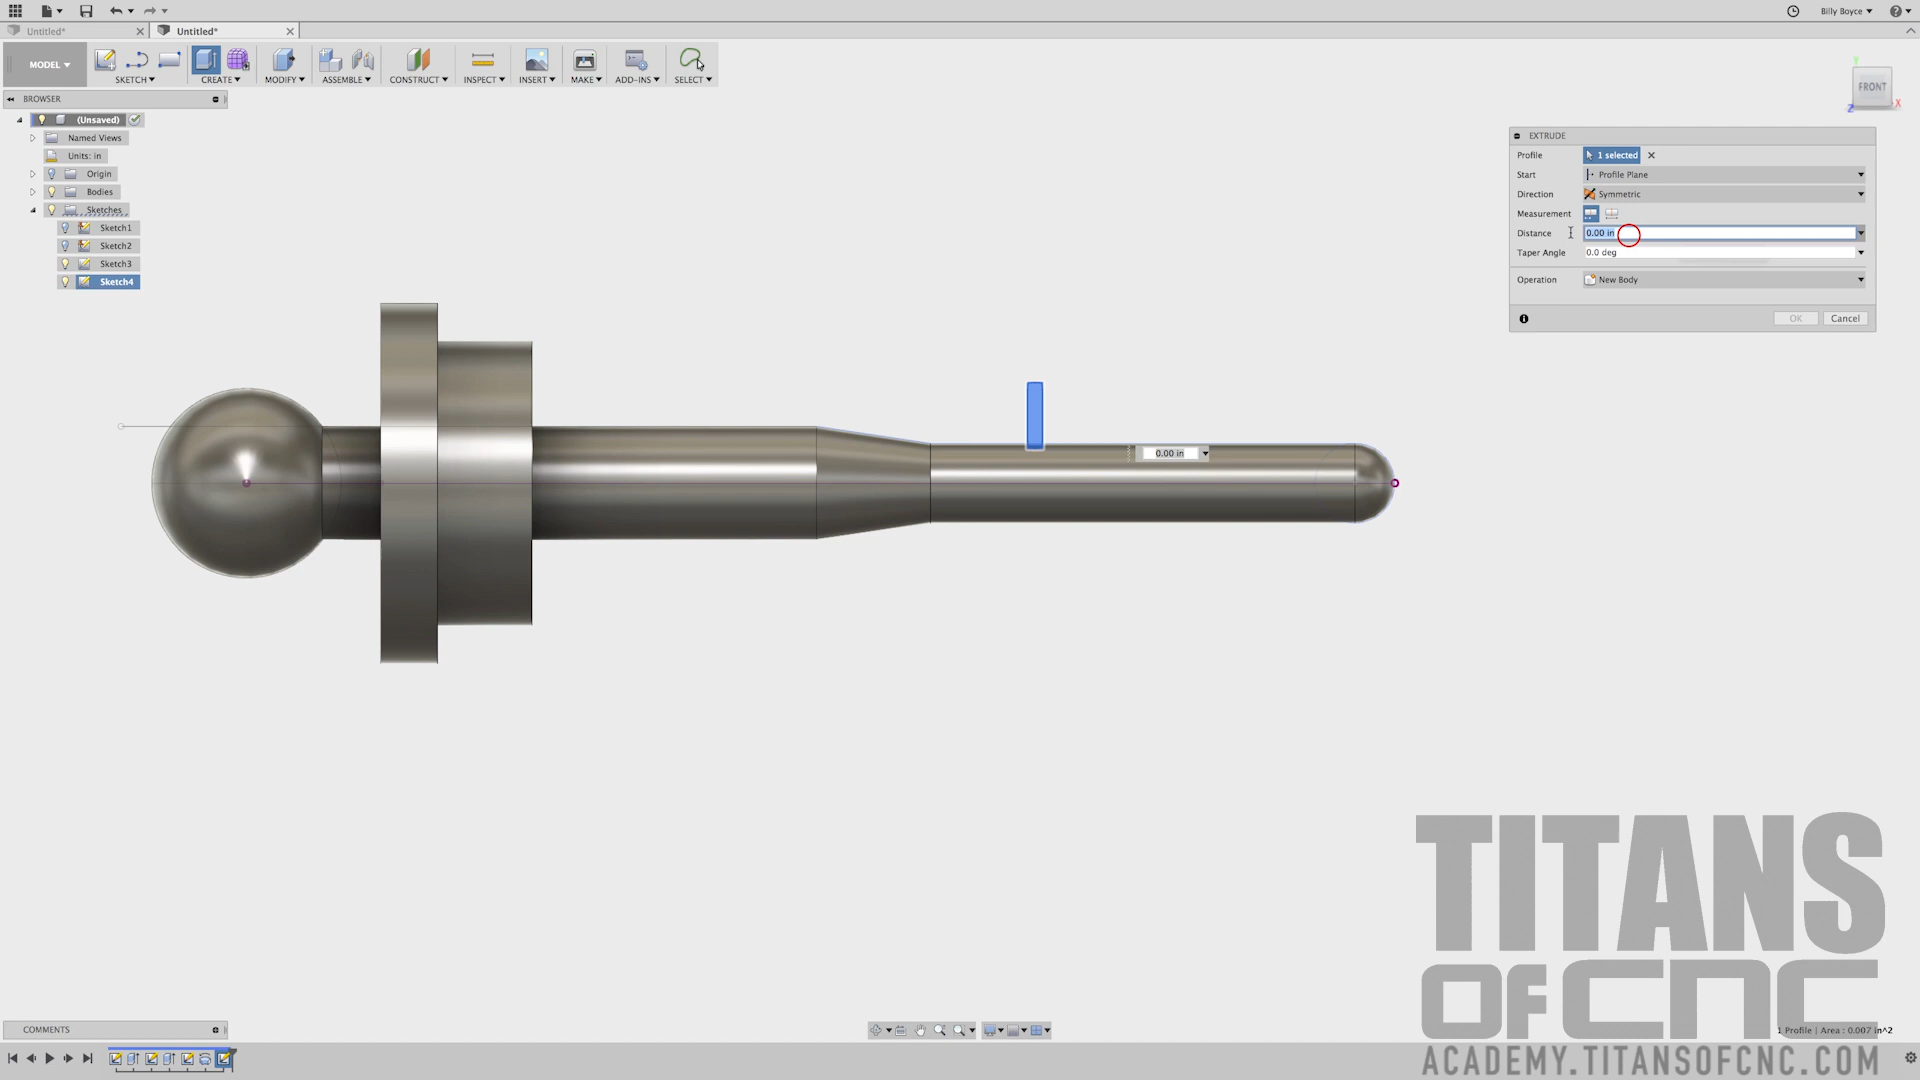 Billy Boyce
Untitled*
Untitled*
MODEL
SKETCH
CREATE
MODIFY
ASSEMBLE
CONSTRUCT
INSPECT
INSERT
MAKE
ADD-INS
SELECT
BROWSER
(Unsaved)
Named Views
Units: in
Origin
Bodies
Sketches
Sketch1
Sketch2
Sketch3
Sketch4
Y
FRONT
X
Z
EXTRUDE
Profile 1 selected
Start Profile Plane
Direction Symmetric
Measurement
Distance 0.00 in
Taper Angle 0.0 deg
Operation New Body
OK Cancel
0.00 in
TITANS
OF CNC
ACADEMY.TITANSOFCNC.COM
COMMENTS
1 Profile | Area : 0.007 in^2